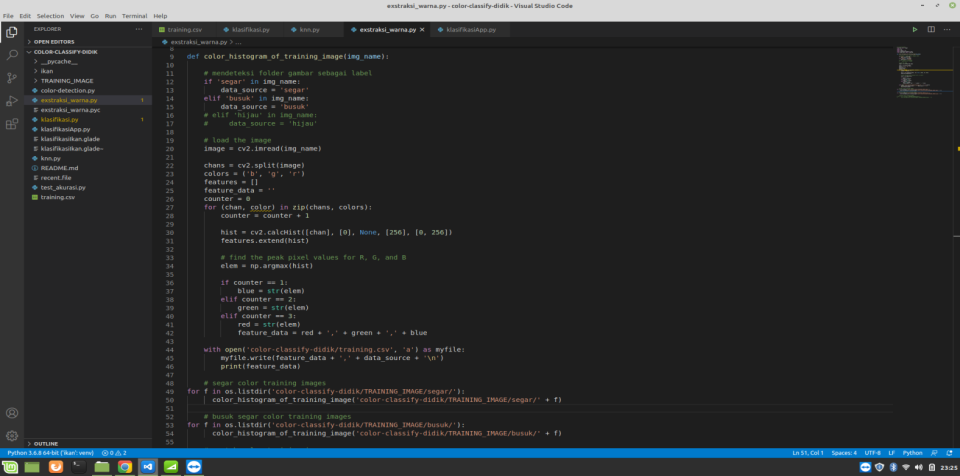 exstraksi_warna.py - color-classify-didik - Visual Studio Code
File Edit Selection View Go Run Terminal Help
EXPLORER
OPEN EDITORS
COLOR-CLASSIFY-DIDIK
__pycache__
ikan
TRAINING_IMAGE
color-detection.py
exstraksi_warna.py 1
exstraksi_warna.pyc
klasifikasi.py 1
klasifikasiApp.py
klasifikasiIkan.glade
klasifikasiIkan.glade~
knn.py
README.md
recent.file
test_akurasi.py
training.csv
OUTLINE
training.csv klasifikasi.py knn.py exstraksi_warna.py klasifikasiApp.py
exstraksi_warna.py > ...
8
9 def color_histogram_of_training_image(img_name):
10
11 # mendeteksi folder gambar sebagai label
12 if 'segar' in img_name:
13 data_source = 'segar'
14 elif 'busuk' in img_name:
15 data_source = 'busuk'
16 # elif 'hijau' in img_name:
17 # data_source = 'hijau'
18
19 # load the image
20 image = cv2.imread(img_name)
21
22 chans = cv2.split(image)
23 colors = ('b', 'g', 'r')
24 features = []
25 feature_data = ''
26 counter = 0
27 for (chan, color) in zip(chans, colors):
28 counter = counter + 1
29
30 hist = cv2.calcHist([chan], [0], None, [256], [0, 256])
31 features.extend(hist)
32
33 # find the peak pixel values for R, G, and B
34 elem = np.argmax(hist)
35
36 if counter == 1:
37 blue = str(elem)
38 elif counter == 2:
39 green = str(elem)
40 elif counter == 3:
41 red = str(elem)
42 feature_data = red + ',' + green + ',' + blue
43
44 with open('color-classify-didik/training.csv', 'a') as myfile:
45 myfile.write(feature_data + ',' + data_source + '\n')
46 print(feature_data)
47
48 # segar color training images
49 for f in os.listdir('color-classify-didik/TRAINING_IMAGE/segar/'):
50 color_histogram_of_training_image('color-classify-didik/TRAINING_IMAGE/segar/' + f)
51
52 # busuk segar color training images
53 for f in os.listdir('color-classify-didik/TRAINING_IMAGE/busuk/'):
54 color_histogram_of_training_image('color-classify-didik/TRAINING_IMAGE/busuk/' + f)
55
Python 3.6.8 64-bit ('ikan': venv) 0 2 Ln 51, Col 1 Spaces: 4 UTF-8 LF Python
23:25